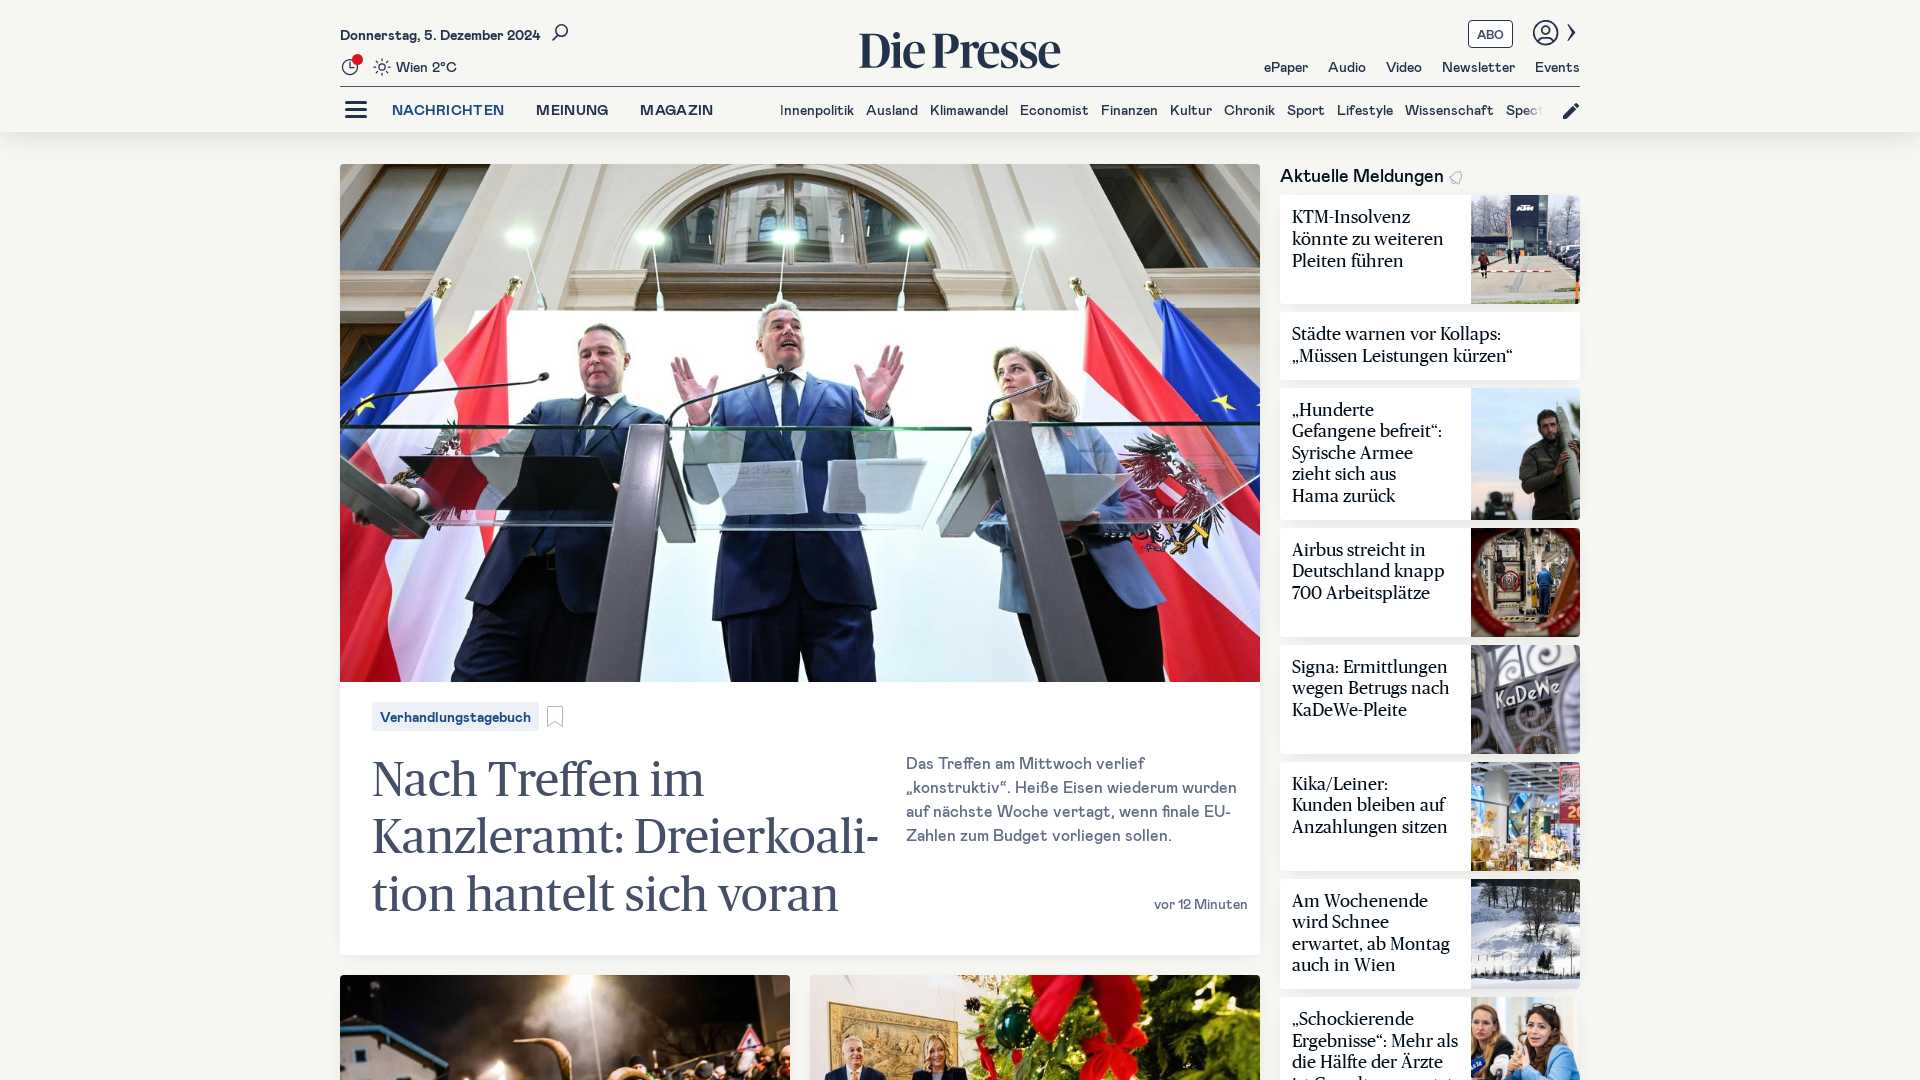 Donnerstag, 5. Dezember 2024
Wien 2°C
Die Presse
ABO
ePaper Audio Video Newsletter Events
NACHRICHTEN MEINUNG MAGAZIN Innenpolitik Ausland Klimawandel Economist Finanzen Kultur Chronik Sport Lifestyle Wissenschaft
Verhandlungstagebuch
Nach Treffen im
Kanzleramt: Dreierkoali-
tion hantelt sich voran
Das Treffen am Mittwoch verlief
„konstruktiv“. Heiße Eisen wiederum wurden
auf nächste Woche vertagt, wenn finale EU-
Zahlen zum Budget vorliegen sollen.
vor 12 Minuten
Aktuelle Meldungen
KTM-Insolvenz
könnte zu weiteren
Pleiten führen
KTM
Städte warnen vor Kollaps:
„Müssen Leistungen kürzen“
„Hunderte
Gefangene befreit“:
Syrische Armee
zieht sich aus
Hama zurück
Airbus streicht in
Deutschland knapp
700 Arbeitsplätze
Signa: Ermittlungen
wegen Betrugs nach
KaDeWe-Pleite
KaDeWe
Kika/Leiner:
Kunden bleiben auf
Anzahlungen sitzen
Am Wochenende
wird Schnee
erwartet, ab Montag
auch in Wien
„Schockierende
Ergebnisse“: Mehr als
die Hälfte der Ärzte